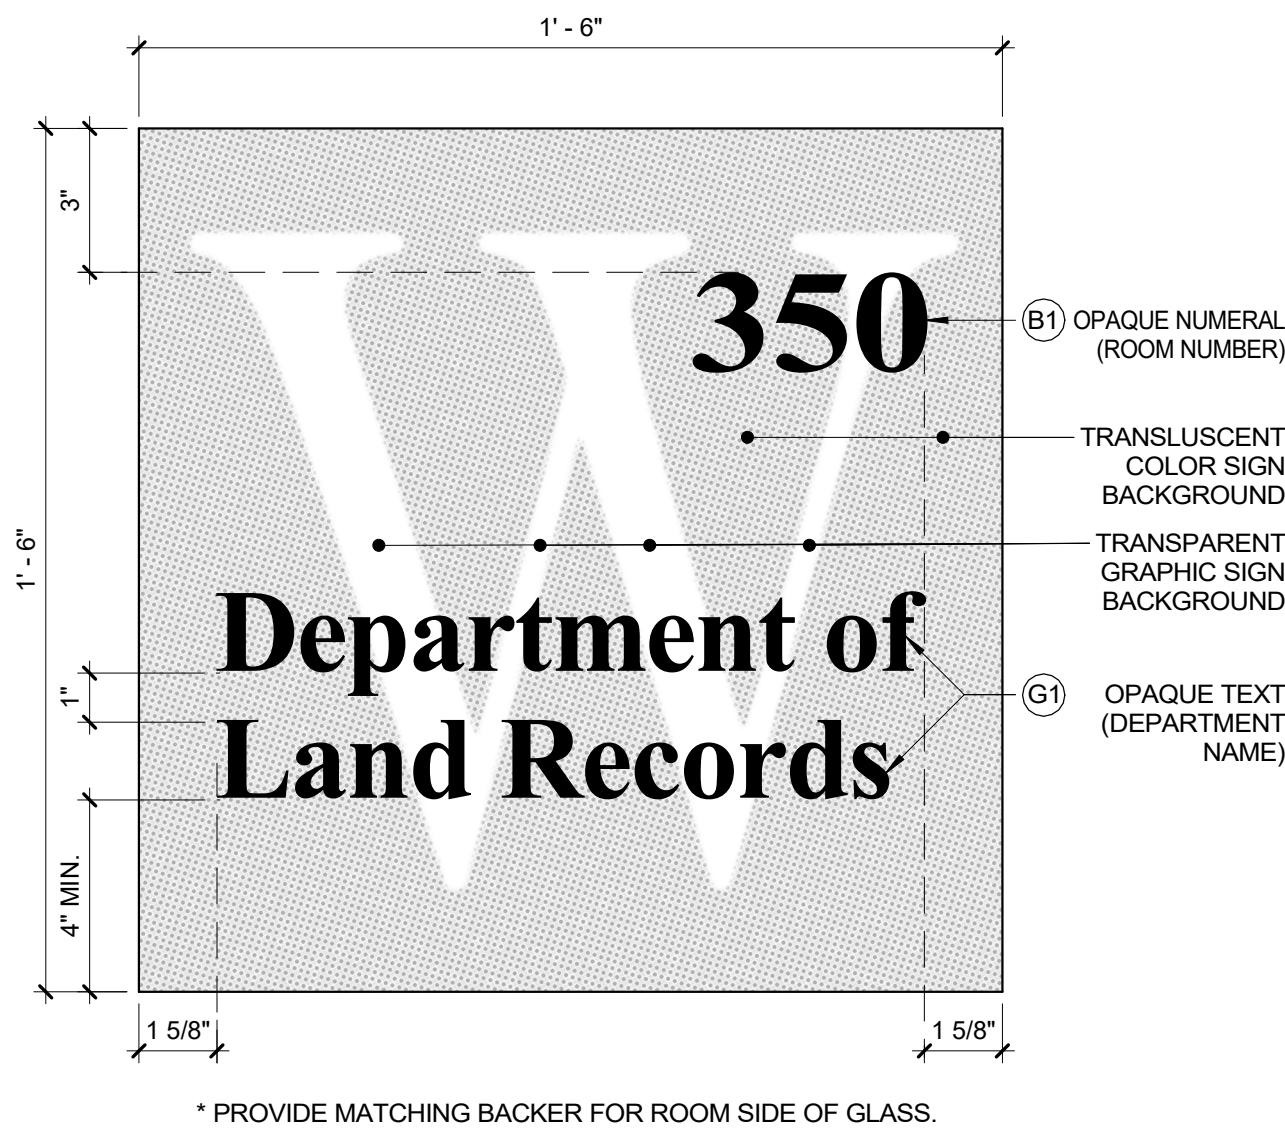 1' - 6"
3"
W
350
B1 OPAQUE NUMERAL
(ROOM NUMBER)
TRANSLUSCENT
COLOR SIGN
BACKGROUND
1' - 6"
TRANSPARENT
GRAPHIC SIGN
BACKGROUND
Department of
1"
Land Records
G1 OPAQUE TEXT
(DEPARTMENT
NAME)
4" MIN.
1 5/8"
1 5/8"
* PROVIDE MATCHING BACKER FOR ROOM SIDE OF GLASS.